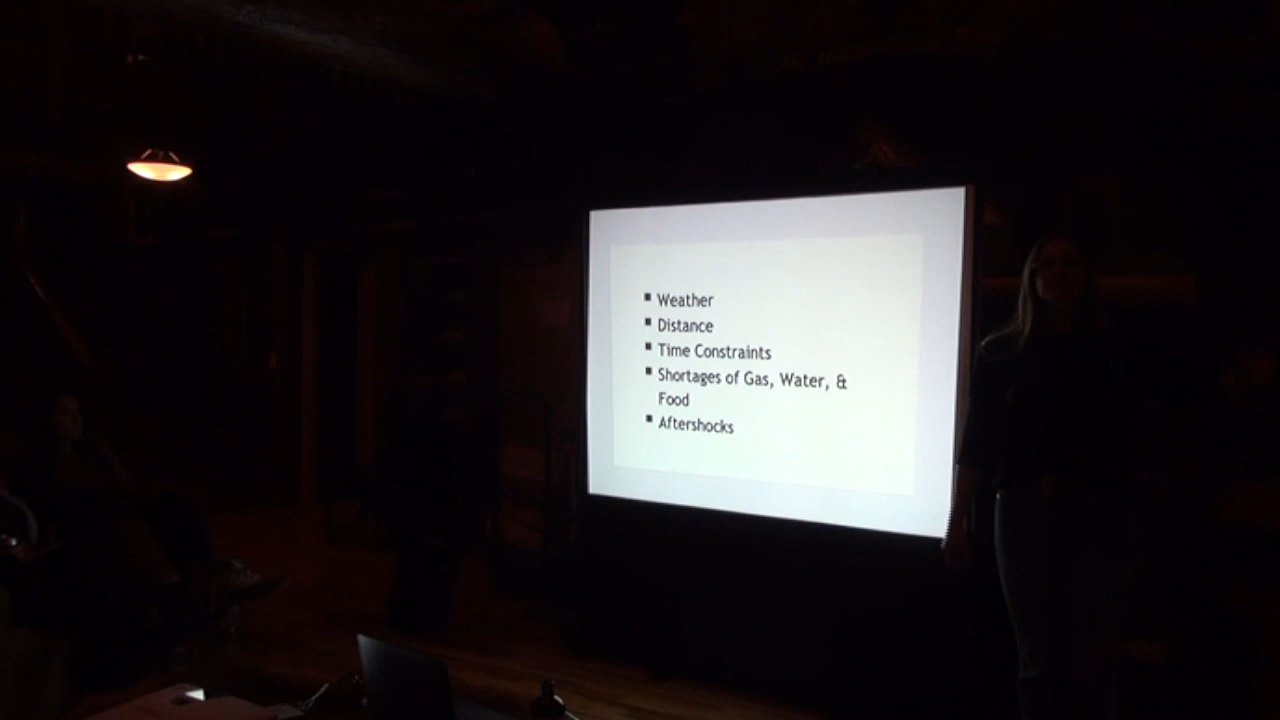 ▪ Weather
▪ Distance
▪ Time Constraints
▪ Shortages of Gas, Water, &
Food
▪ Aftershocks